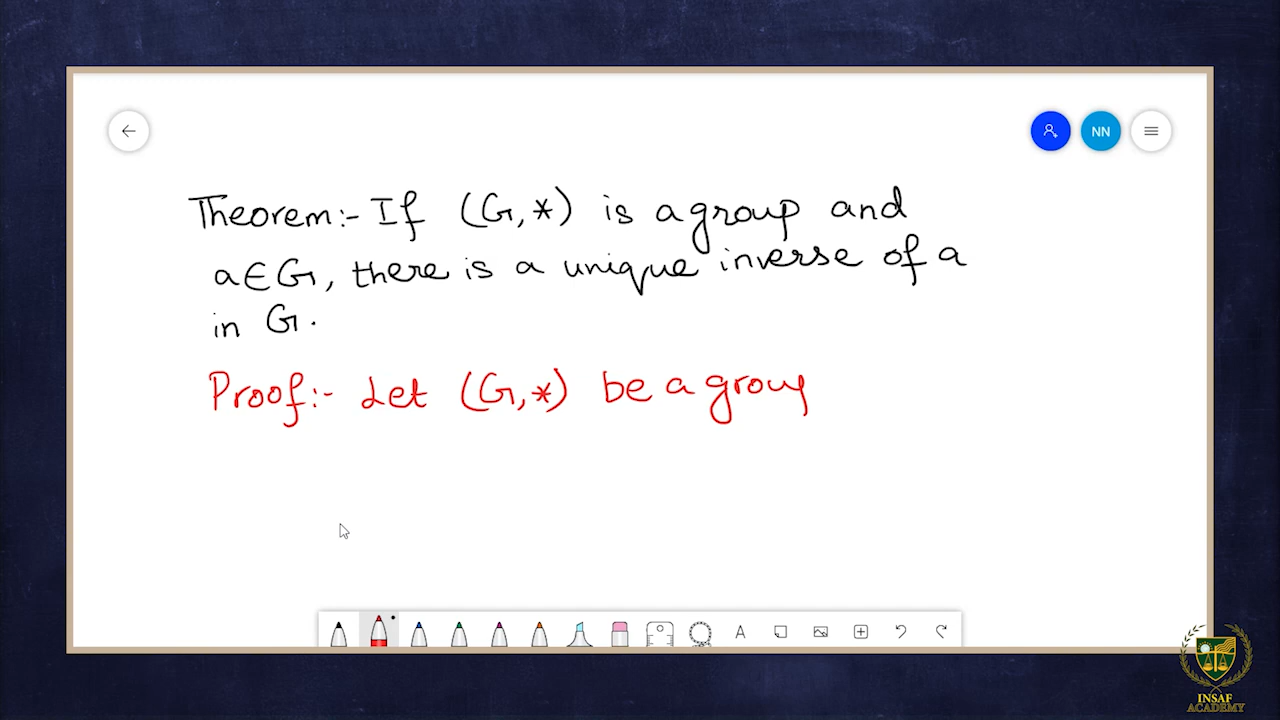 NN
Theorem:- If (G, *) is a group and
a∈G, there is a unique inverse of a
in G.
Proof:- Let (G, *) be a group
A
INSAF
ACADEMY